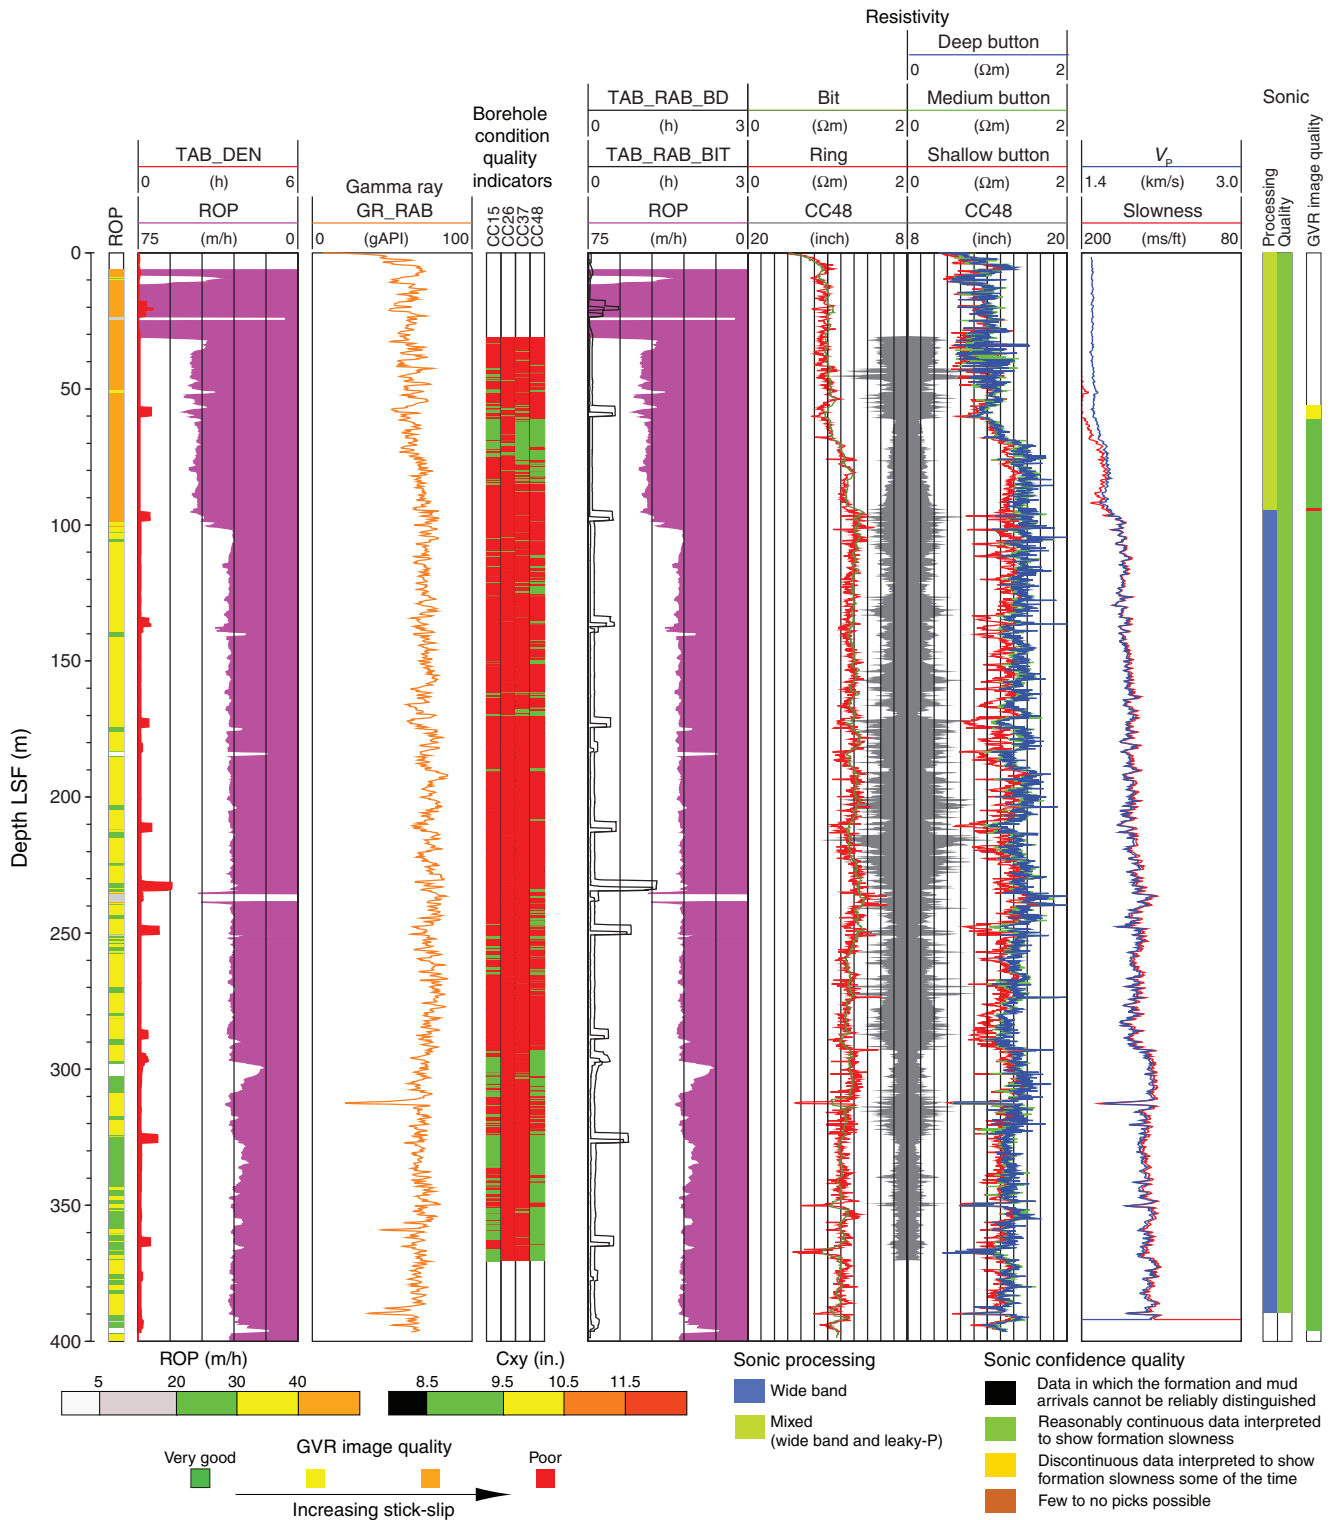 Resistivity
Deep button
0 (Ωm) 2
TAB_RAB_BD
Bit
Medium button
Sonic
0 (h) 3
0 (Ωm) 2
0 (Ωm) 2
Borehole
condition
quality
indicators
TAB_DEN
TAB_RAB_BIT
Ring
Shallow button
VP
0 (h) 6
0 (h) 3
0 (Ωm) 2
0 (Ωm) 2
1.4 (km/s) 3.0
Gamma ray
ROP
ROP
GR_RAB
CC15
CC26
CC37
CC48
ROP
CC48
CC48
Slowness
Processing
Quality
GVR image quality
75 (m/h) 0
0 (gAPI) 100
75 (m/h) 0
20 (inch) 8
8 (inch) 20
200 (ms/ft) 80
Depth LSF (m)
0
50
100
150
200
250
300
350
400
ROP (m/h)
5 20 30 40
Cxy (in.)
8.5 9.5 10.5 11.5
GVR image quality
Very good
Poor
Increasing stick-slip
Sonic processing
Wide band
Mixed
(wide band and leaky-P)
Sonic confidence quality
Data in which the formation and mud
arrivals cannot be reliably distinguished
Reasonably continuous data interpreted
to show formation slowness
Discontinuous data interpreted to show
formation slowness some of the time
Few to no picks possible